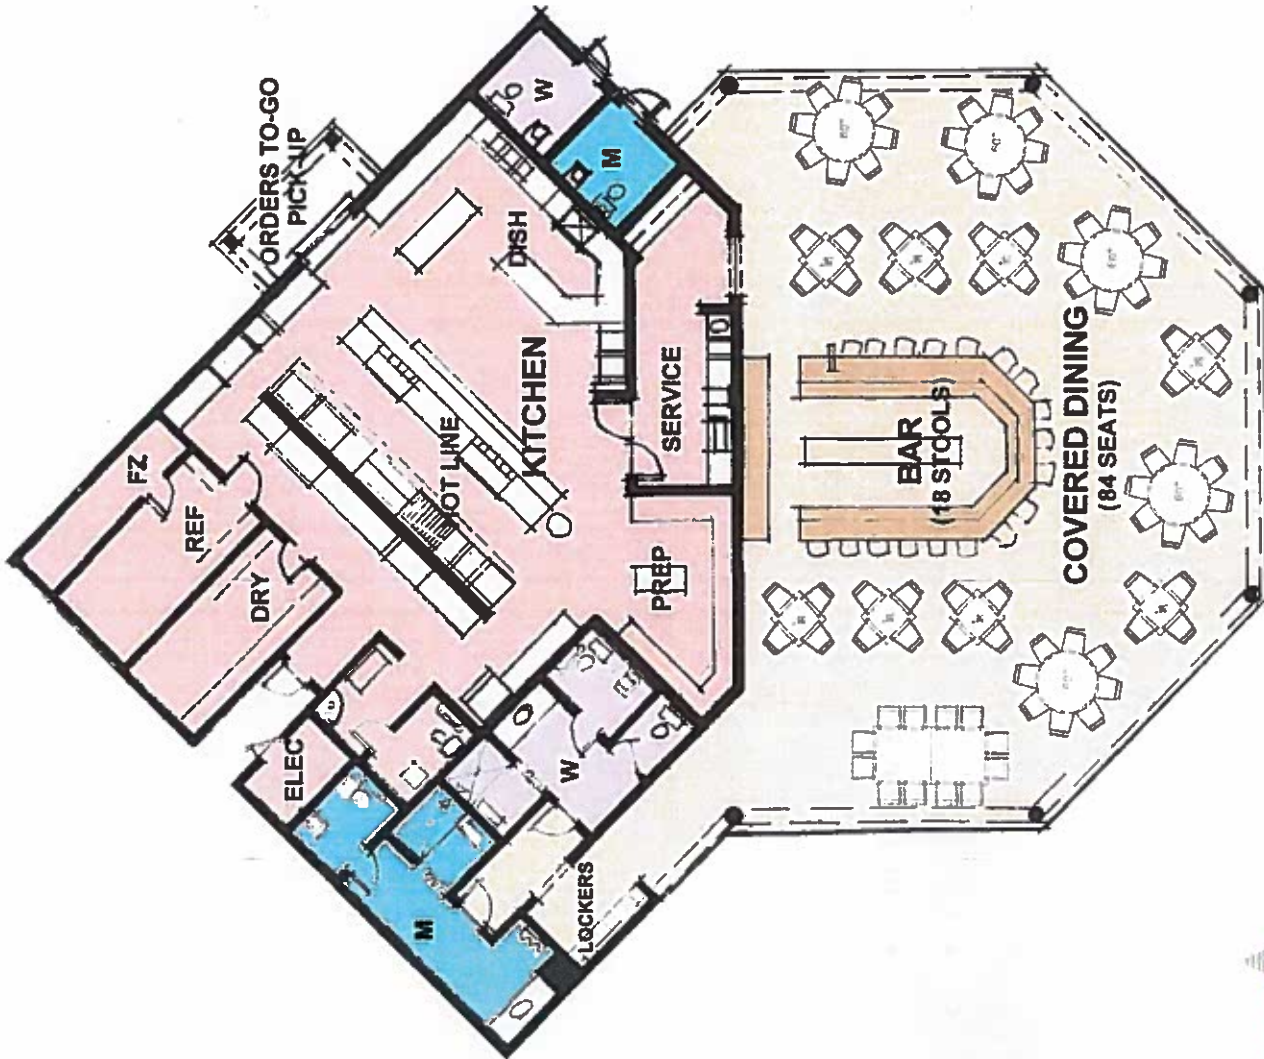 ORDERS TO-GO
PICK-UP
W
M
DISH
KITCHEN
SERVICE
HOT LINE
FZ
REF
DRY
PREP
ELEC
W
M
LOCKERS
BAR
(18 STOOLS)
COVERED DINING
(84 SEATS)